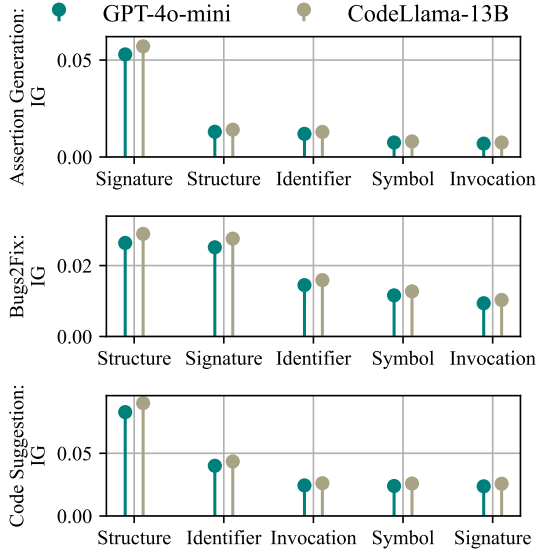 GPT-4o-mini CodeLlama-13B
Assertion Generation:
IG
0.05
0.00
Signature Structure Identifier Symbol Invocation
Bugs2Fix:
IG
0.02
0.00
Structure Signature Identifier Symbol Invocation
Code Suggestion:
IG
0.05
0.00
Structure Identifier Invocation Symbol Signature